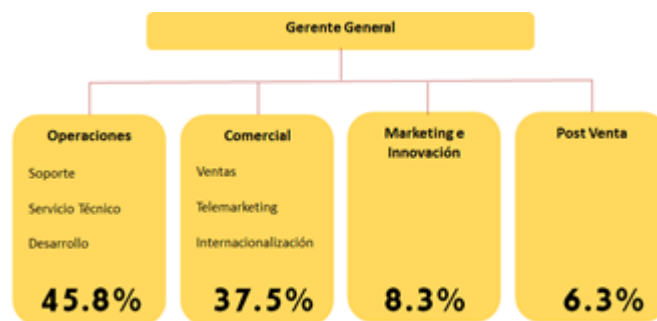 Gerente General
Operaciones
Soporte
Servicio Técnico
Desarrollo
45.8%
Comercial
Ventas
Telemarketing
Internacionalización
37.5%
Marketing e
Innovación
8.3%
Post Venta
6.3%